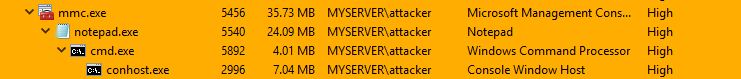 mmc.exe 5456 35.73 MB MYSERVER\attacker Microsoft Management Cons... High
notepad.exe 5540 24.09 MB MYSERVER\attacker Notepad High
cmd.exe 5892 4.01 MB MYSERVER\attacker Windows Command Processor High
conhost.exe 2996 7.04 MB MYSERVER\attacker Console Window Host High